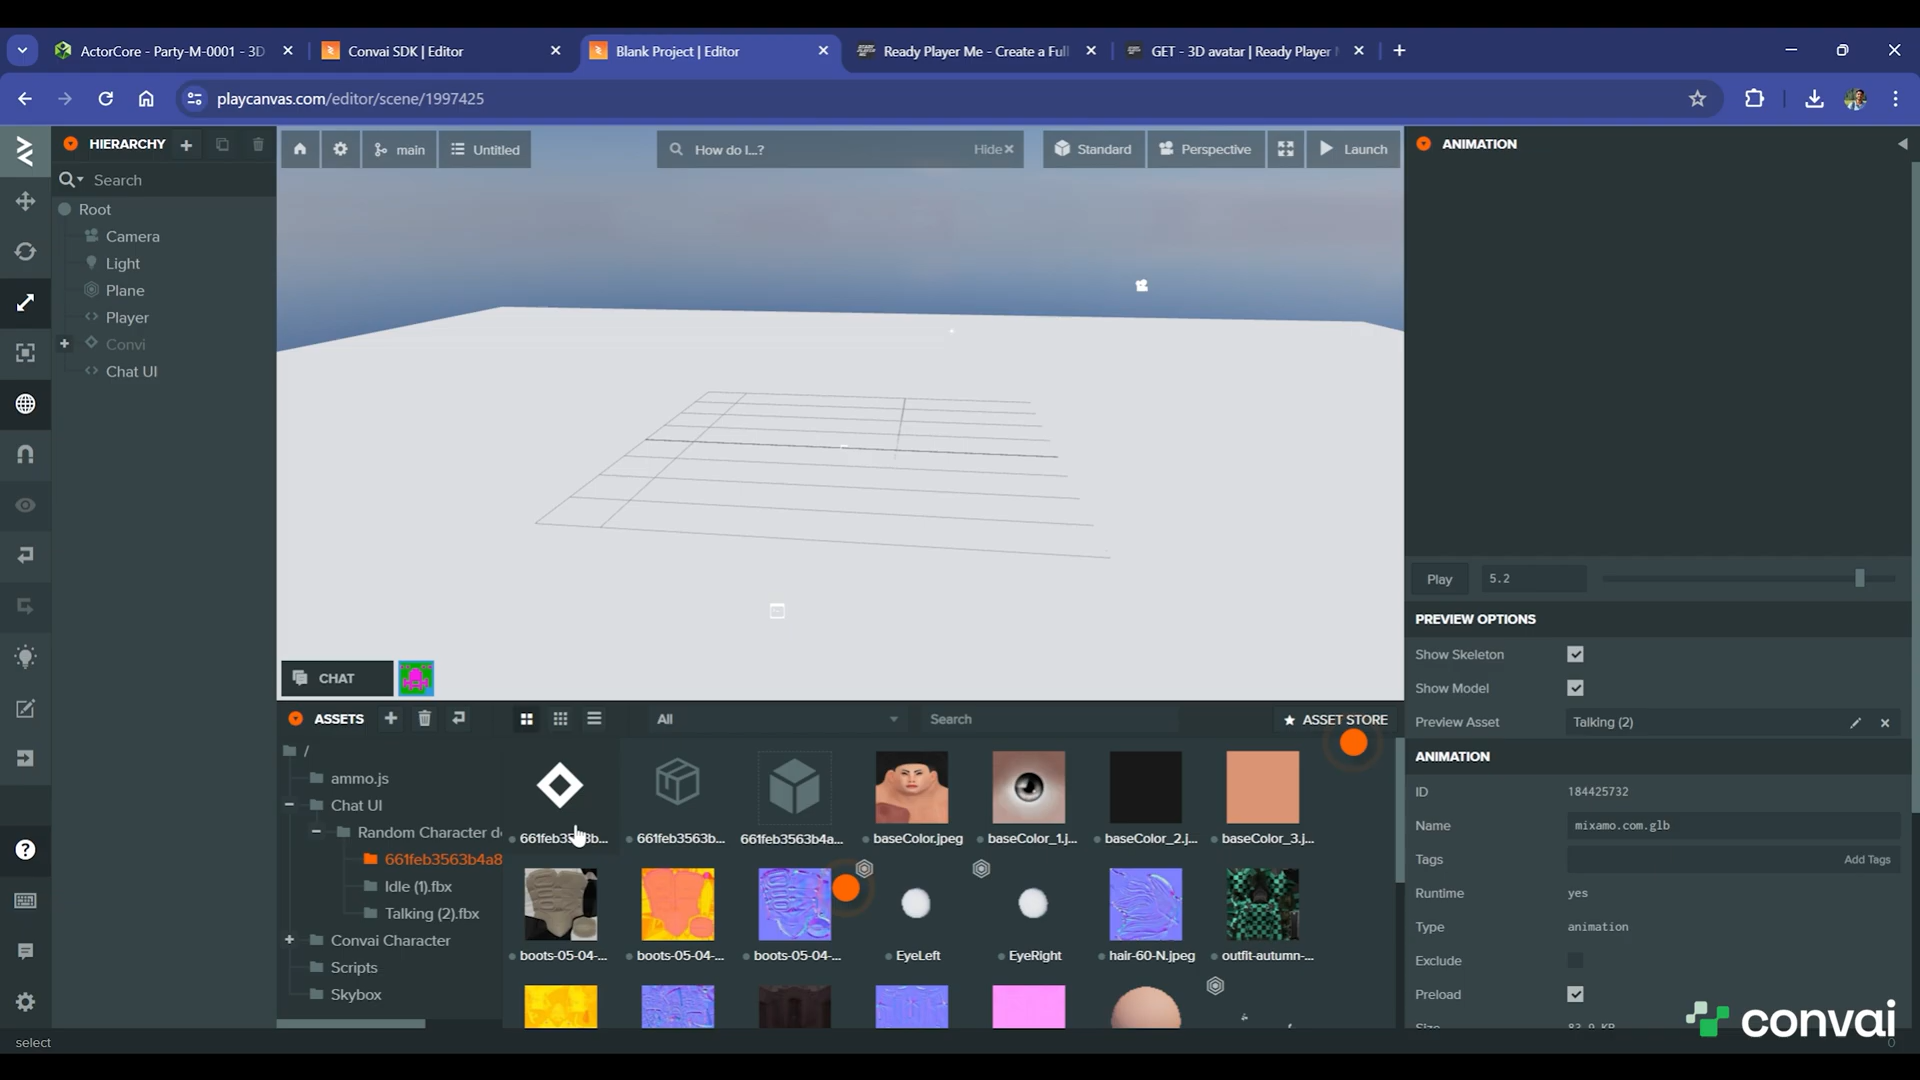 ActorCore - Party-M-0001 - 3D
Convai SDK | Editor
Blank Project | Editor
Ready Player Me - Create a Full
GET - 3D avatar | Ready Player
playcanvas.com/editor/scene/1997425
HIERARCHY
Search
Root
Camera
Light
Plane
Player
Convi
Chat UI
main
Untitled
How do I...?
Hide
Standard
Perspective
Launch
CHAT
ANIMATION
Play
5.2
PREVIEW OPTIONS
Show Skeleton
Show Model
Preview Asset
Talking (2)
ANIMATION
ID
184425732
Name
mixamo.com.glb
Tags
Add Tags
Runtime
yes
Type
animation
Exclude
Preload
ASSETS
All
Search
ASSET STORE
/
ammo.js
Chat UI
Random Character d
661feb3563b4a8
Idle (1).fbx
Talking (2).fbx
Convai Character
Scripts
Skybox
661feb3563b...
661feb3563b...
661feb3563b4a...
baseColor.jpeg
baseColor_1.j...
baseColor_2.j...
baseColor_3.j...
boots-05-04-...
boots-05-04-...
boots-05-04-...
EyeLeft
EyeRight
hair-60-N.jpeg
outfit-autumn-...
convai
select